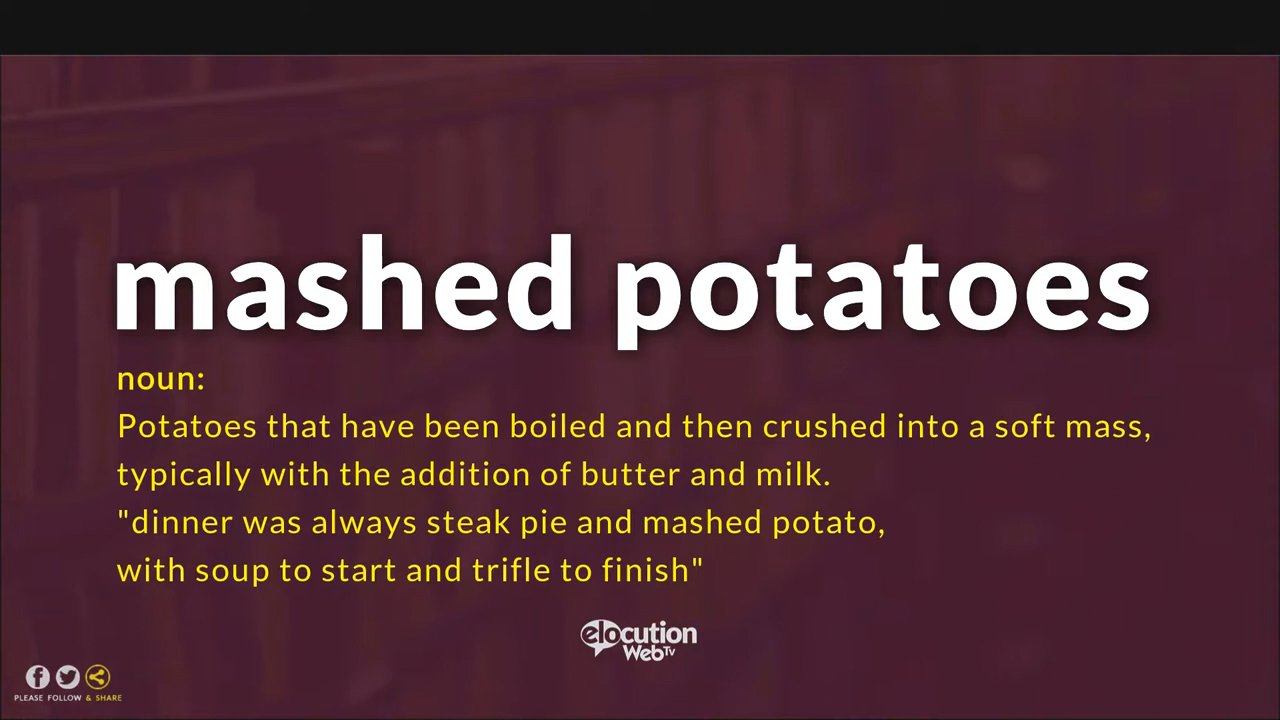 mashed potatoes
noun:
Potatoes that have been boiled and then crushed into a soft mass,
typically with the addition of butter and milk.
"dinner was always steak pie and mashed potato,
with soup to start and trifle to finish"
elocution
WebTv
PLEASE FOLLOW & SHARE